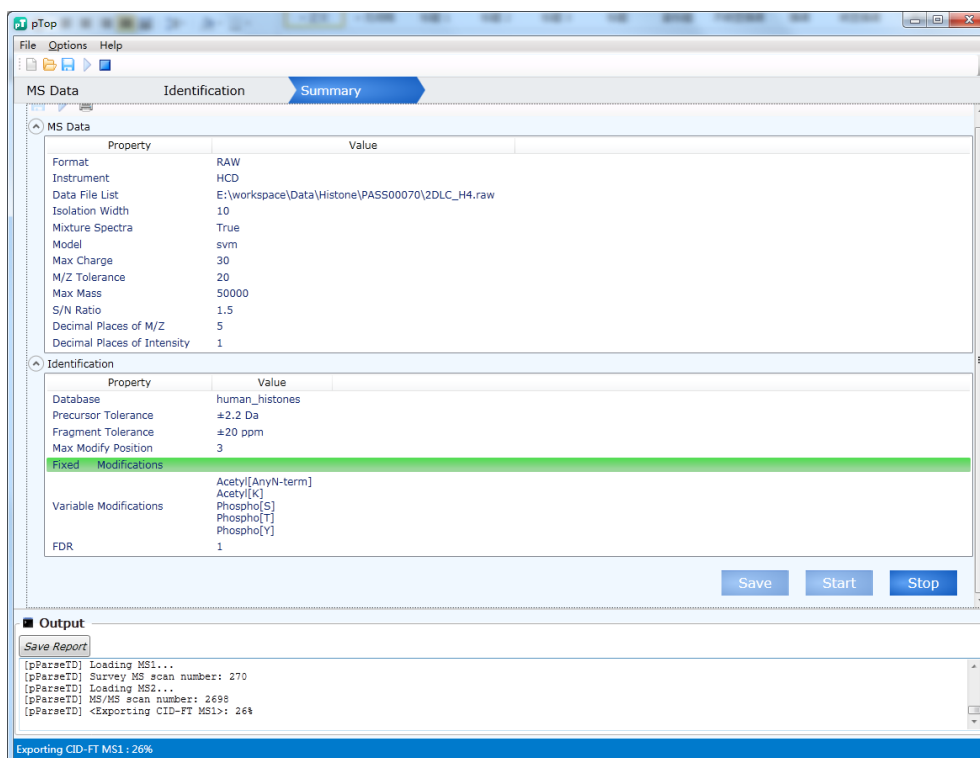 pTop
File Options Help
MS Data Identification Summary
MS Data
Property Value
Format RAW
Instrument HCD
Data File List E:\workspace\Data\Histone\PASS00070\2DLC_H4.raw
Isolation Width 10
Mixture Spectra True
Model svm
Max Charge 30
M/Z Tolerance 20
Max Mass 50000
S/N Ratio 1.5
Decimal Places of M/Z 5
Decimal Places of Intensity 1
Identification
Property Value
Database human_histones
Precursor Tolerance ±2.2 Da
Fragment Tolerance ±20 ppm
Max Modify Position 3
Fixed Modifications
Acetyl[AnyN-term]
Acetyl[K]
Variable Modifications Phospho[S]
Phospho[T]
Phospho[Y]
FDR 1
Save Start Stop
Output
Save Report
[pParseTD] Loading MS1...
[pParseTD] Survey MS scan number: 270
[pParseTD] Loading MS2...
[pParseTD] MS/MS scan number: 2698
[pParseTD] <Exporting CID-FT MS1>: 26%
Exporting CID-FT MS1 : 26%